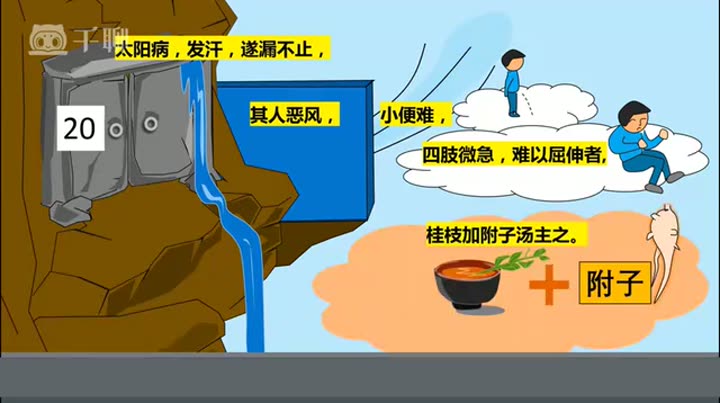 千聊
太阳病，发汗，遂漏不止，
20
其人恶风，
小便难，
四肢微急，难以屈伸者,
桂枝加附子汤主之。
附子